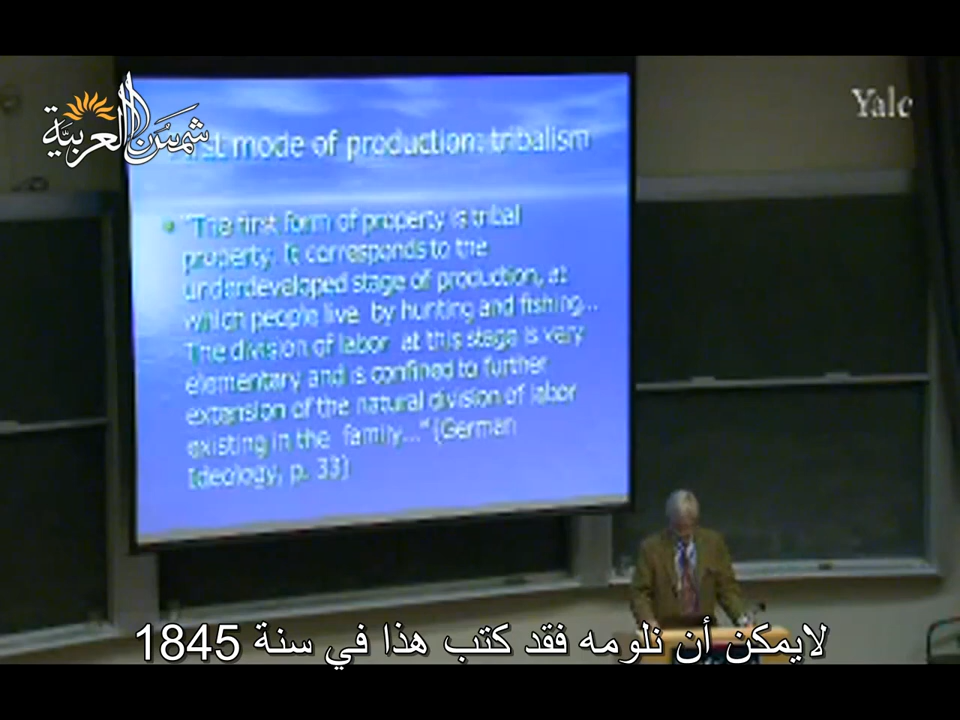 شمس العربية
Yale
First mode of production: tribalism
"The first form of property is tribal
property. It corresponds to the
underdeveloped stage of production, at
which people live by hunting and fishing...
The division of labor at this stage is very
elementary and is confined to further
extension of the natural division of labor
existing in the family..." (German
Ideology, p. 33)
لايمكن أن نلومه فقد كتب هذا في سنة 1845